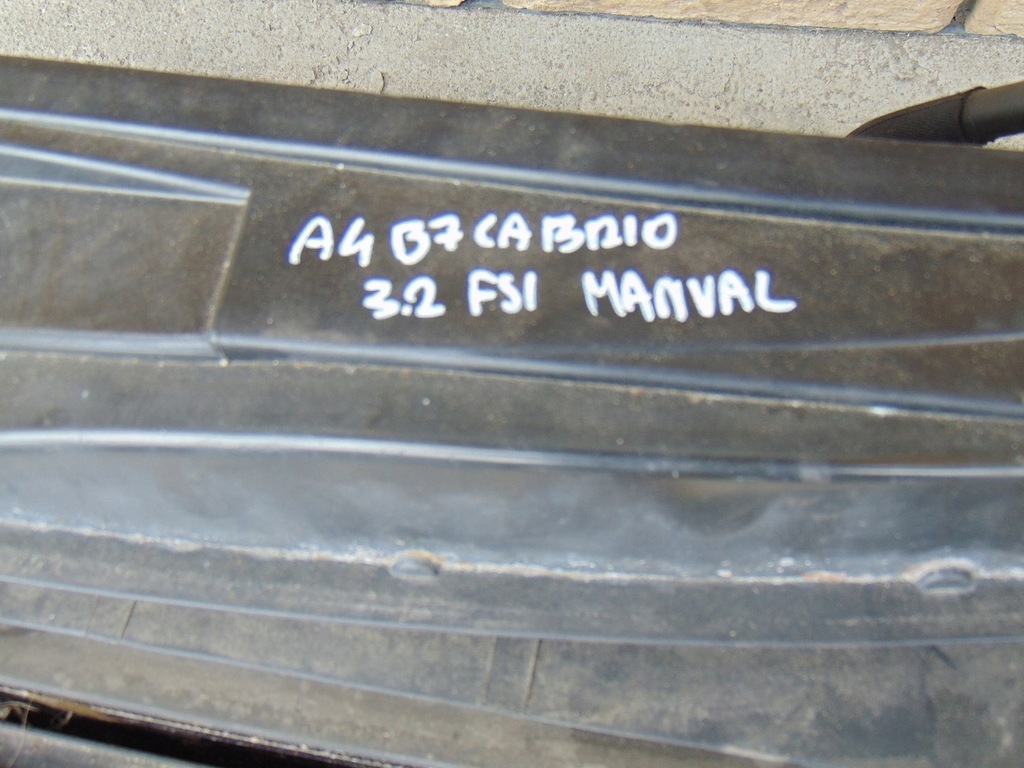 A4 B7 CABRIO
3.2 FSI MANUAL